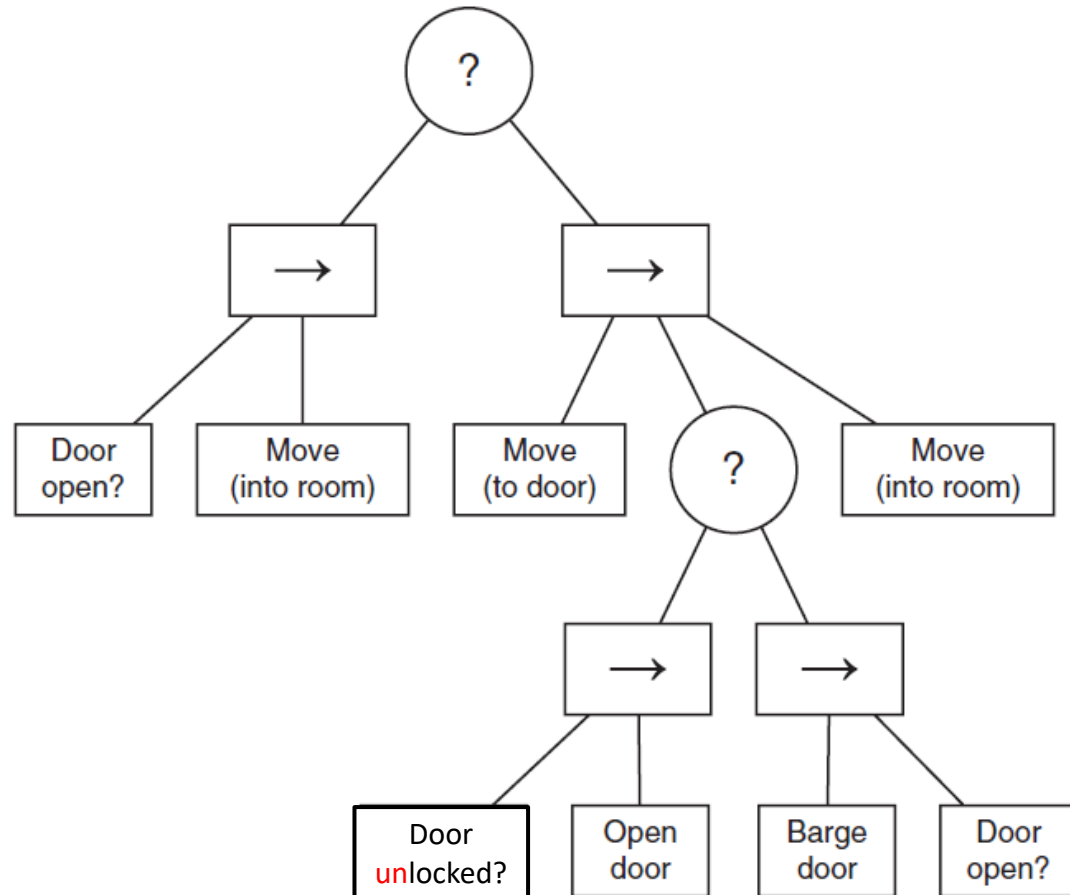 ?
→
→
Door
open?
Move
(into room)
Move
(to door)
?
Move
(into room)
→
→
Door
unlocked?
Open
door
Barge
door
Door
open?